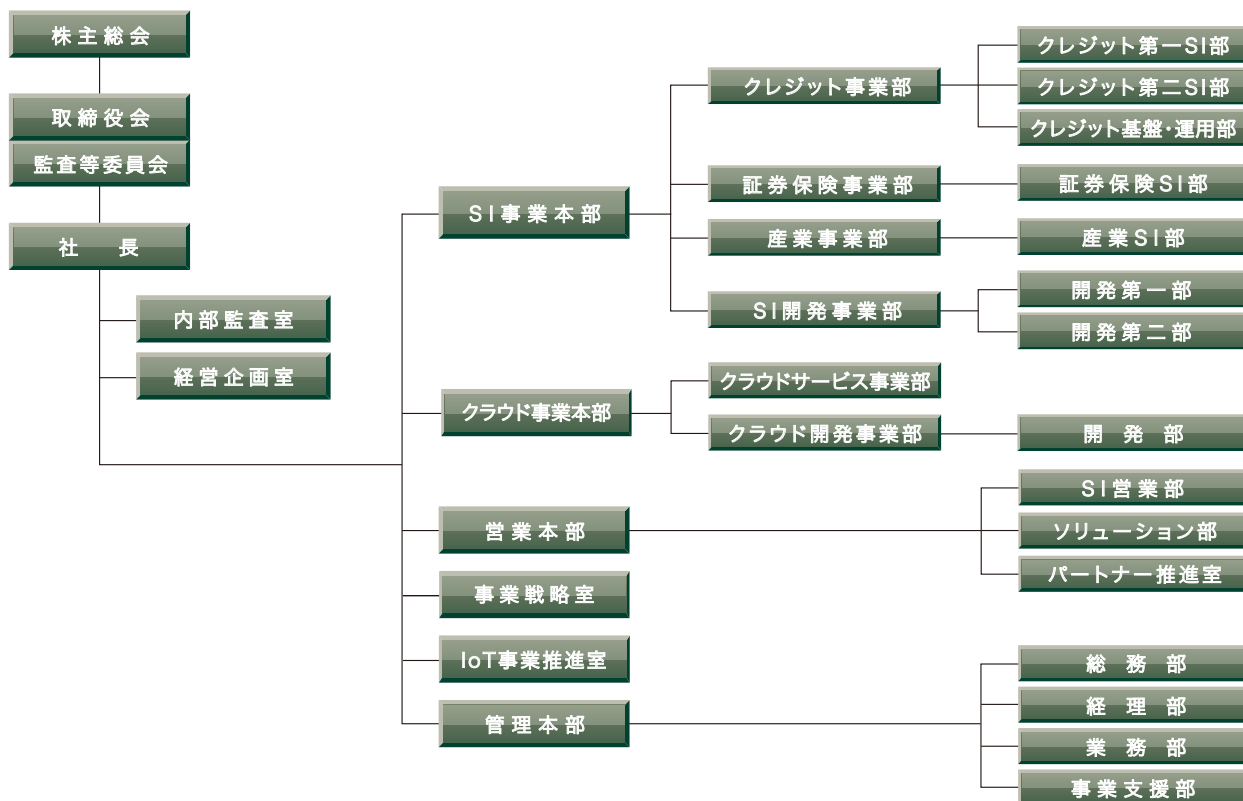 株主総会
取締役会
監査等委員会
社長
内部監査室
経営企画室
SI事業本部
クレジット事業部
クレジット第一SI部
クレジット第二SI部
クレジット基盤・運用部
証券保険事業部
証券保険SI部
産業事業部
産業SI部
SI開発事業部
開発第一部
開発第二部
クラウド事業本部
クラウドサービス事業部
クラウド開発事業部
開発部
営業本部
SI営業部
ソリューション部
パートナー推進室
事業戦略室
IoT事業推進室
管理本部
総務部
経理部
業務部
事業支援部